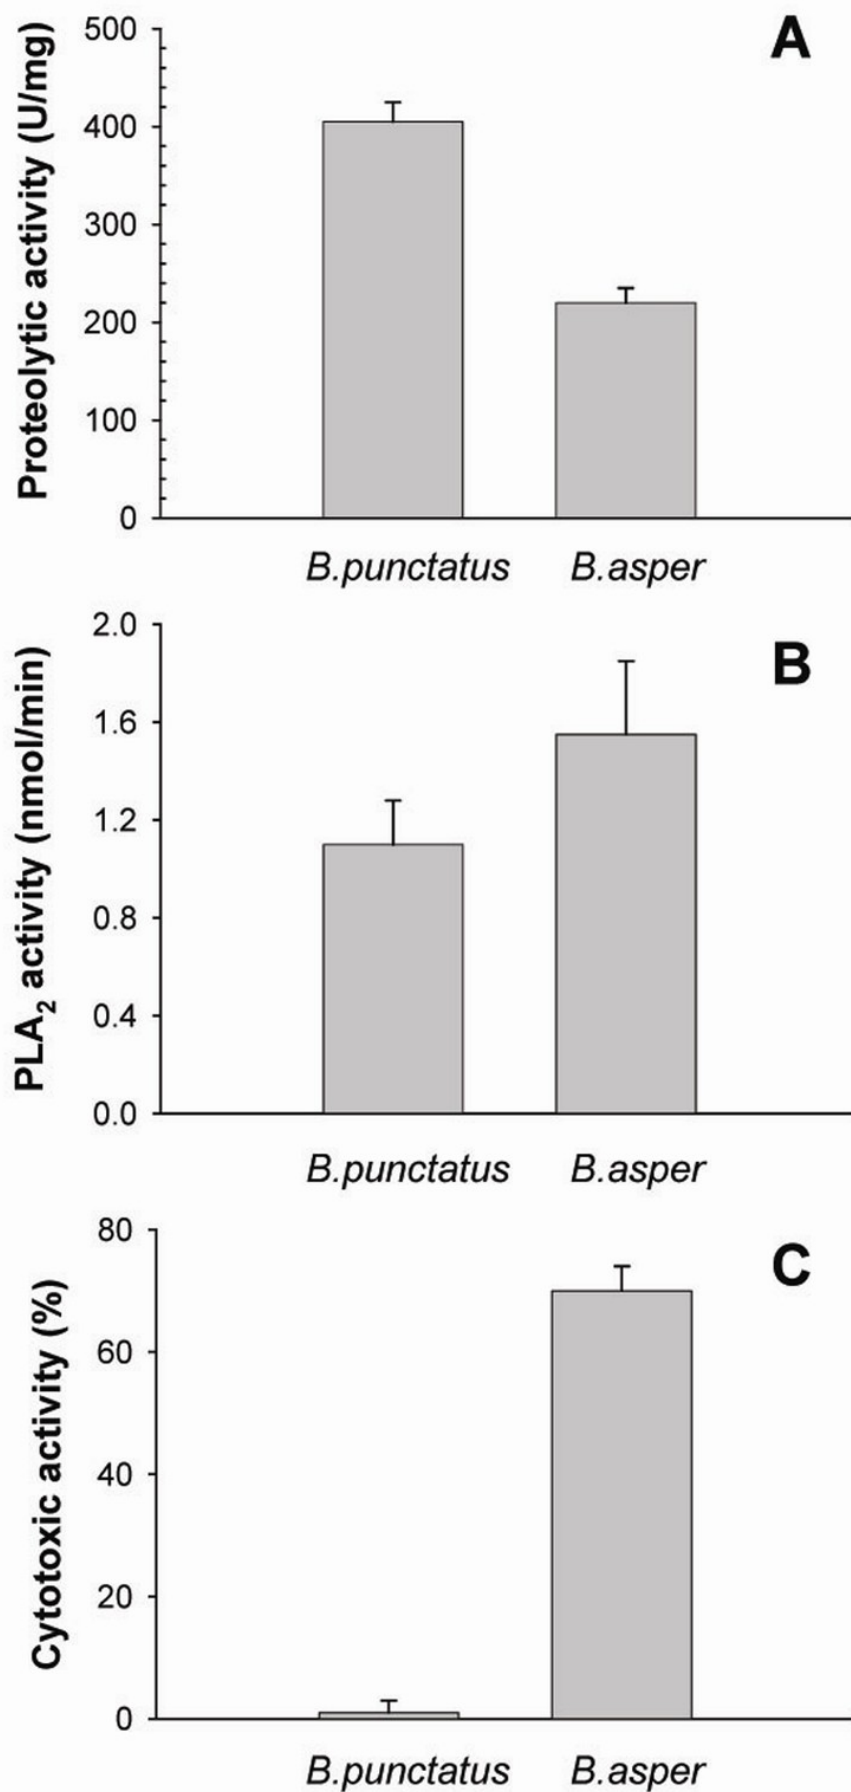 A
Proteolytic activity (U/mg)
500
400
300
200
100
0
B.punctatus B.asper
B
PLA2 activity (nmol/min)
2.0
1.6
1.2
0.8
0.4
0.0
B.punctatus B.asper
C
Cytotoxic activity (%)
80
60
40
20
0
B.punctatus B.asper